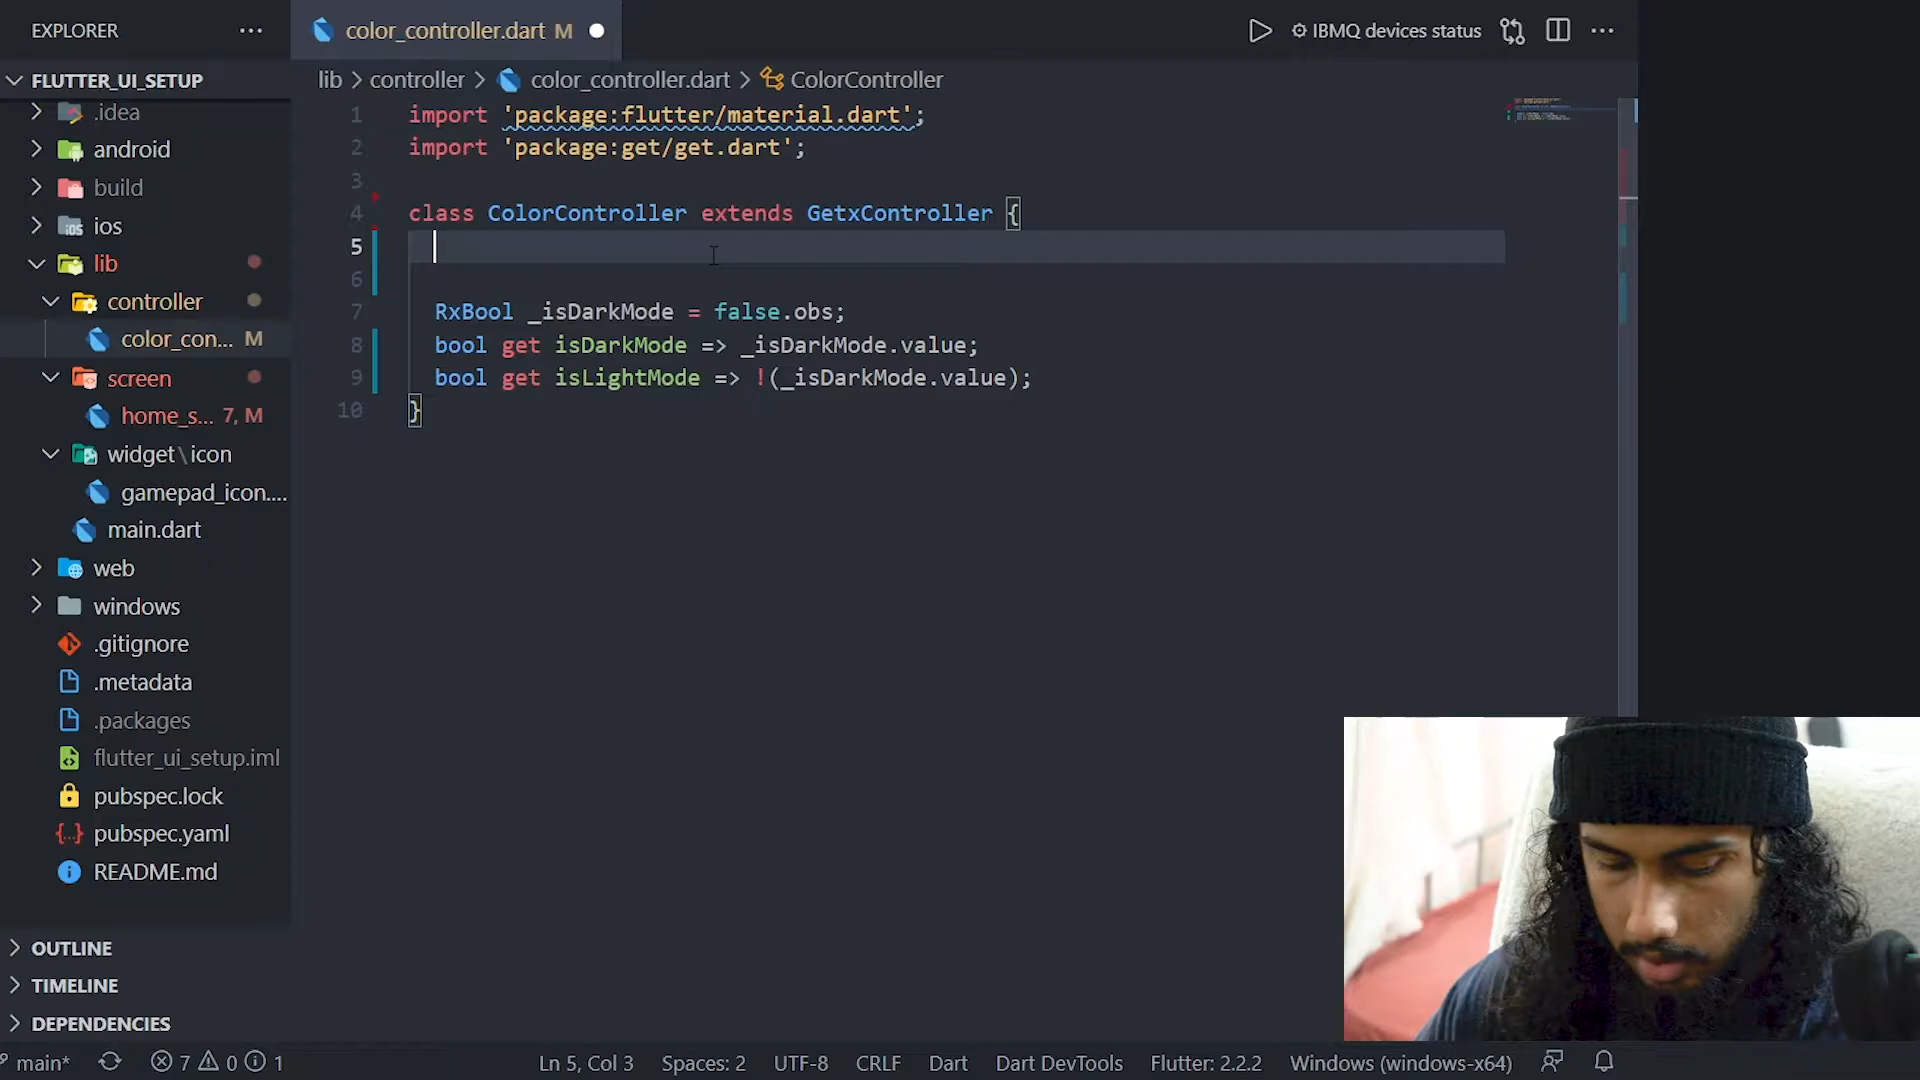 EXPLORER
FLUTTER_UI_SETUP
.idea
android
build
ios
lib
controller
color_con... M
screen
home_s... 7, M
widget\icon
gamepad_icon....
main.dart
web
windows
.gitignore
.metadata
.packages
flutter_ui_setup.iml
pubspec.lock
pubspec.yaml
README.md
OUTLINE
TIMELINE
DEPENDENCIES
color_controller.dart M
IBMQ devices status
lib > controller > color_controller.dart > ColorController
1 import 'package:flutter/material.dart';
2 import 'package:get/get.dart';
3
4 class ColorController extends GetxController {
5
6
7 RxBool _isDarkMode = false.obs;
8 bool get isDarkMode => _isDarkMode.value;
9 bool get isLightMode => !(_isDarkMode.value);
10 }
main* 7 0 1 Ln 5, Col 3 Spaces: 2 UTF-8 CRLF Dart Dart DevTools Flutter: 2.2.2 Windows (windows-x64)